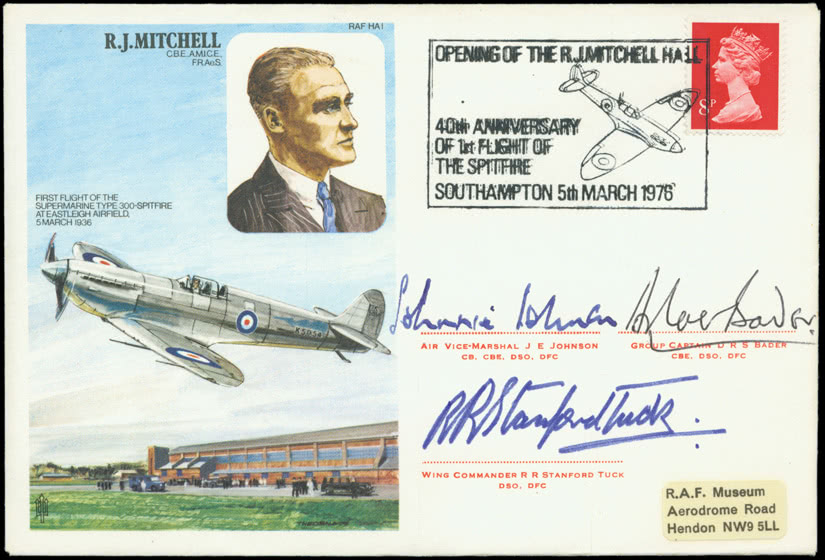 RAF HA1
R.J.MITCHELL
C.B.E., A.M.I.C.E.,
F.R.Ae.S.
FIRST FLIGHT OF THE
SUPERMARINE TYPE 300-SPITFIRE
AT EASTLEIGH AIRFIELD,
5 MARCH 1936
K5054
OPENING OF THE R.J.MITCHELL HALL
40th ANNIVERSARY
OF 1st FLIGHT OF
THE SPITFIRE
SOUTHAMPTON 5th MARCH 1976
8P
Johnnie Johnson
AIR VICE-MARSHAL J E JOHNSON
CB, CBE, DSO, DFC
Douglas Bader
GROUP CAPTAIN D R S BADER
CBE, DSO, DFC
RR Stanford Tuck
WING COMMANDER R R STANFORD TUCK
DSO, DFC
R.A.F. Museum
Aerodrome Road
Hendon NW9 5LL